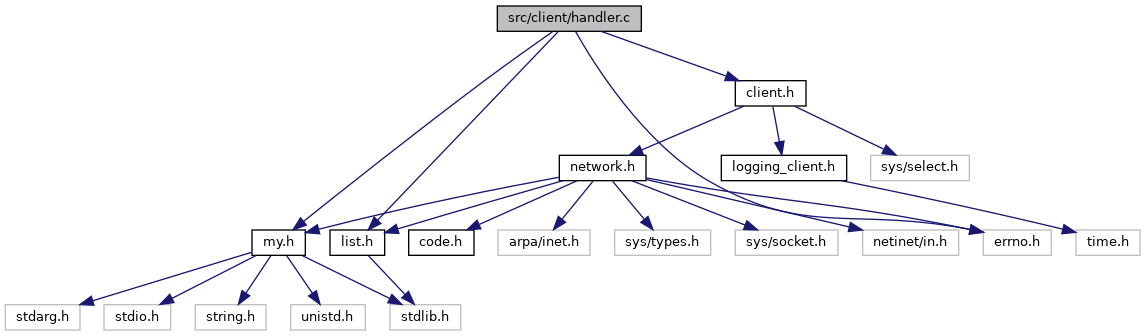 src/client/handler.c
client.h
network.h
logging_client.h
sys/select.h
my.h
list.h
code.h
arpa/inet.h
sys/types.h
sys/socket.h
netinet/in.h
errno.h
time.h
stdarg.h
stdio.h
string.h
unistd.h
stdlib.h